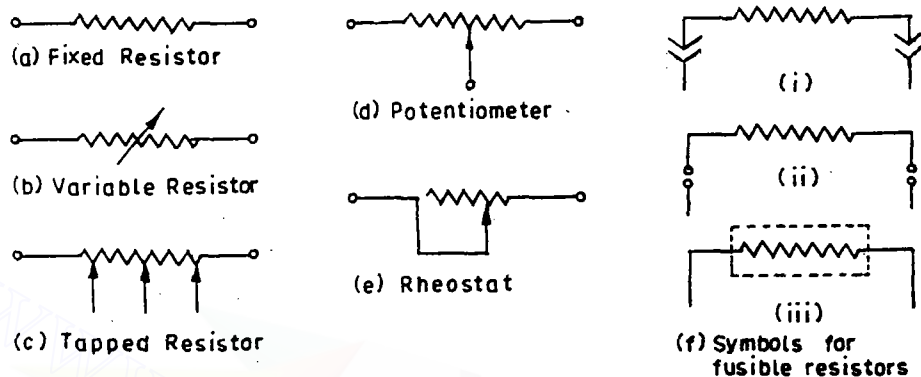 (a) Fixed Resistor
(b) Variable Resistor
(c) Tapped Resistor
(d) Potentiometer
(e) Rheostat
(i)
(ii)
(iii)
(f) Symbols for
fusible resistors